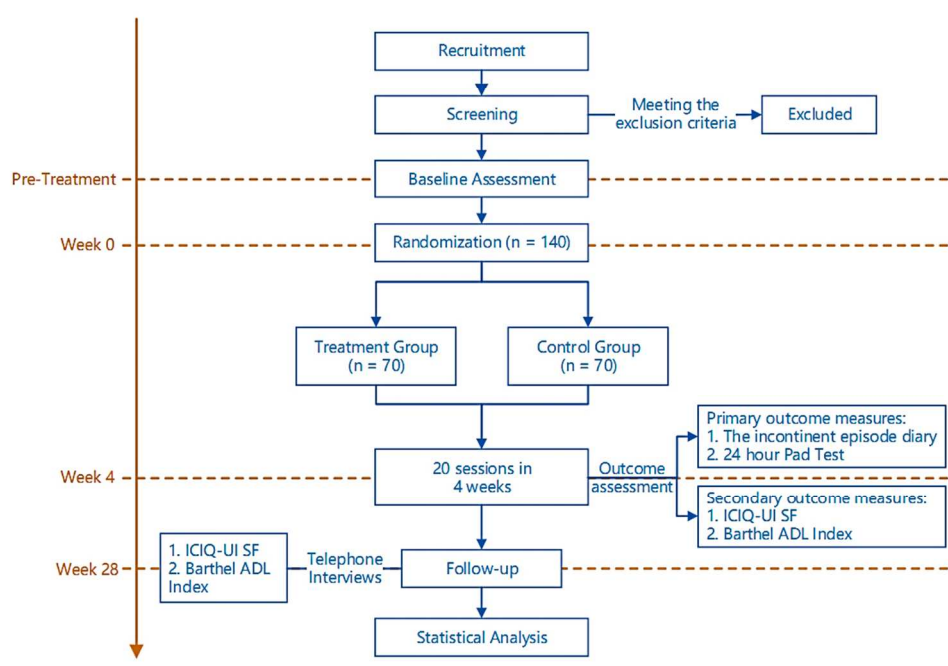 Recruitment
Screening
Meeting the
exclusion criteria
Excluded
Pre-Treatment
Baseline Assessment
Week 0
Randomization (n = 140)
Treatment Group
(n = 70)
Control Group
(n = 70)
Week 4
20 sessions in
4 weeks
Outcome
assessment
Primary outcome measures:
1. The incontinent episode diary
2. 24 hour Pad Test
Secondary outcome measures:
1. ICIQ-UI SF
2. Barthel ADL Index
Week 28
1. ICIQ-UI SF
2. Barthel ADL
Index
Telephone
Interviews
Follow-up
Statistical Analysis